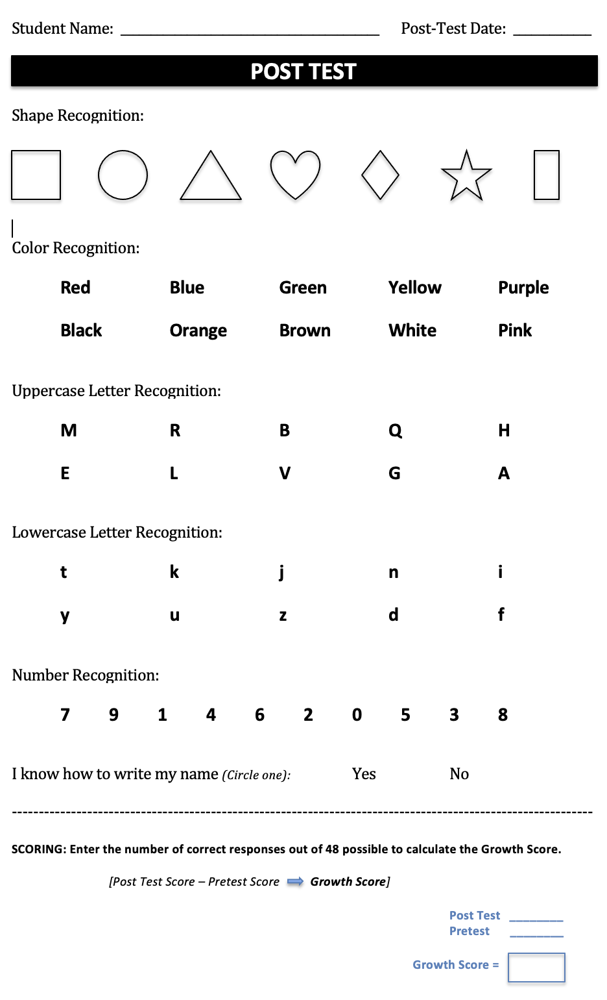 Student Name: __________________________________ Post-Test Date: __________
POST TEST
Shape Recognition:
Color Recognition:
Red Blue Green Yellow Purple
Black Orange Brown White Pink
Uppercase Letter Recognition:
M R B Q H
E L V G A
Lowercase Letter Recognition:
t k j n i
y u z d f
Number Recognition:
7 9 1 4 6 2 0 5 3 8
I know how to write my name (Circle one): Yes No
SCORING: Enter the number of correct responses out of 48 possible to calculate the Growth Score.
[Post Test Score – Pretest Score Growth Score]
Post Test ________
Pretest ________
Growth Score =